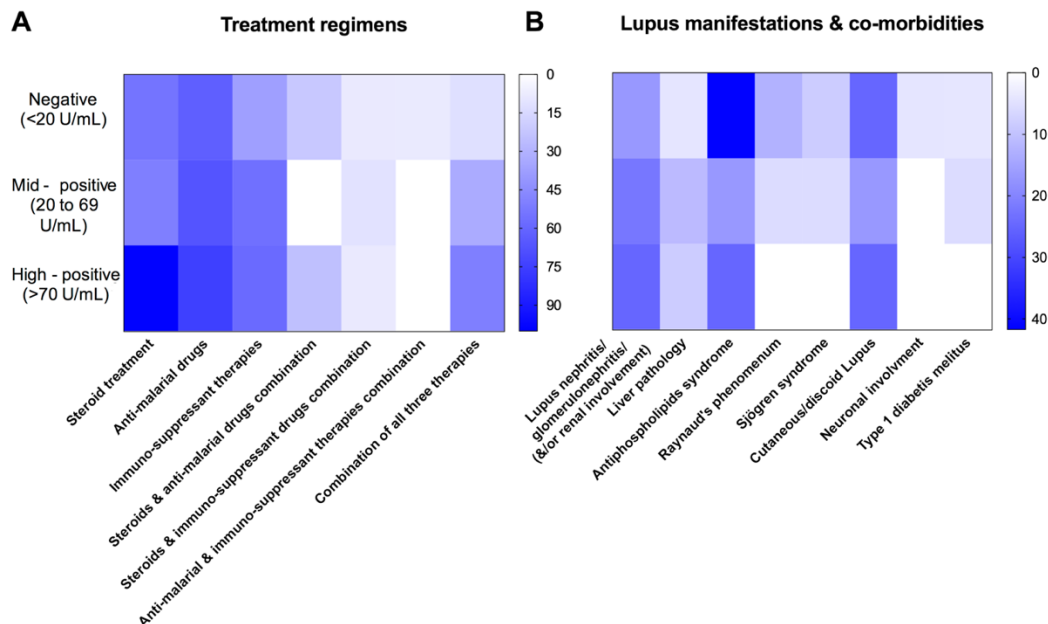 A
Treatment regimens
Negative
(<20 U/mL)
Mid - positive
(20 to 69
U/mL)
High - positive
(>70 U/mL)
0
15
30
45
60
75
90
Steroid treatment
Anti-malarial drugs
Immuno-suppressant therapies
Steroids & anti-malarial drugs combination
Steroids & immuno-suppressant drugs combination
Anti-malarial & immuno-suppressant therapies combination
Combination of all three therapies
B
Lupus manifestations & co-morbidities
0
10
20
30
40
Lupus nephritis/
glomerulonephritis/
(&/or renal involvement)
Liver pathology
Antiphospholipids syndrome
Raynaud's phenomenum
Sjögren syndrome
Cutaneous/discoid Lupus
Neuronal involvment
Type 1 diabetis melitus